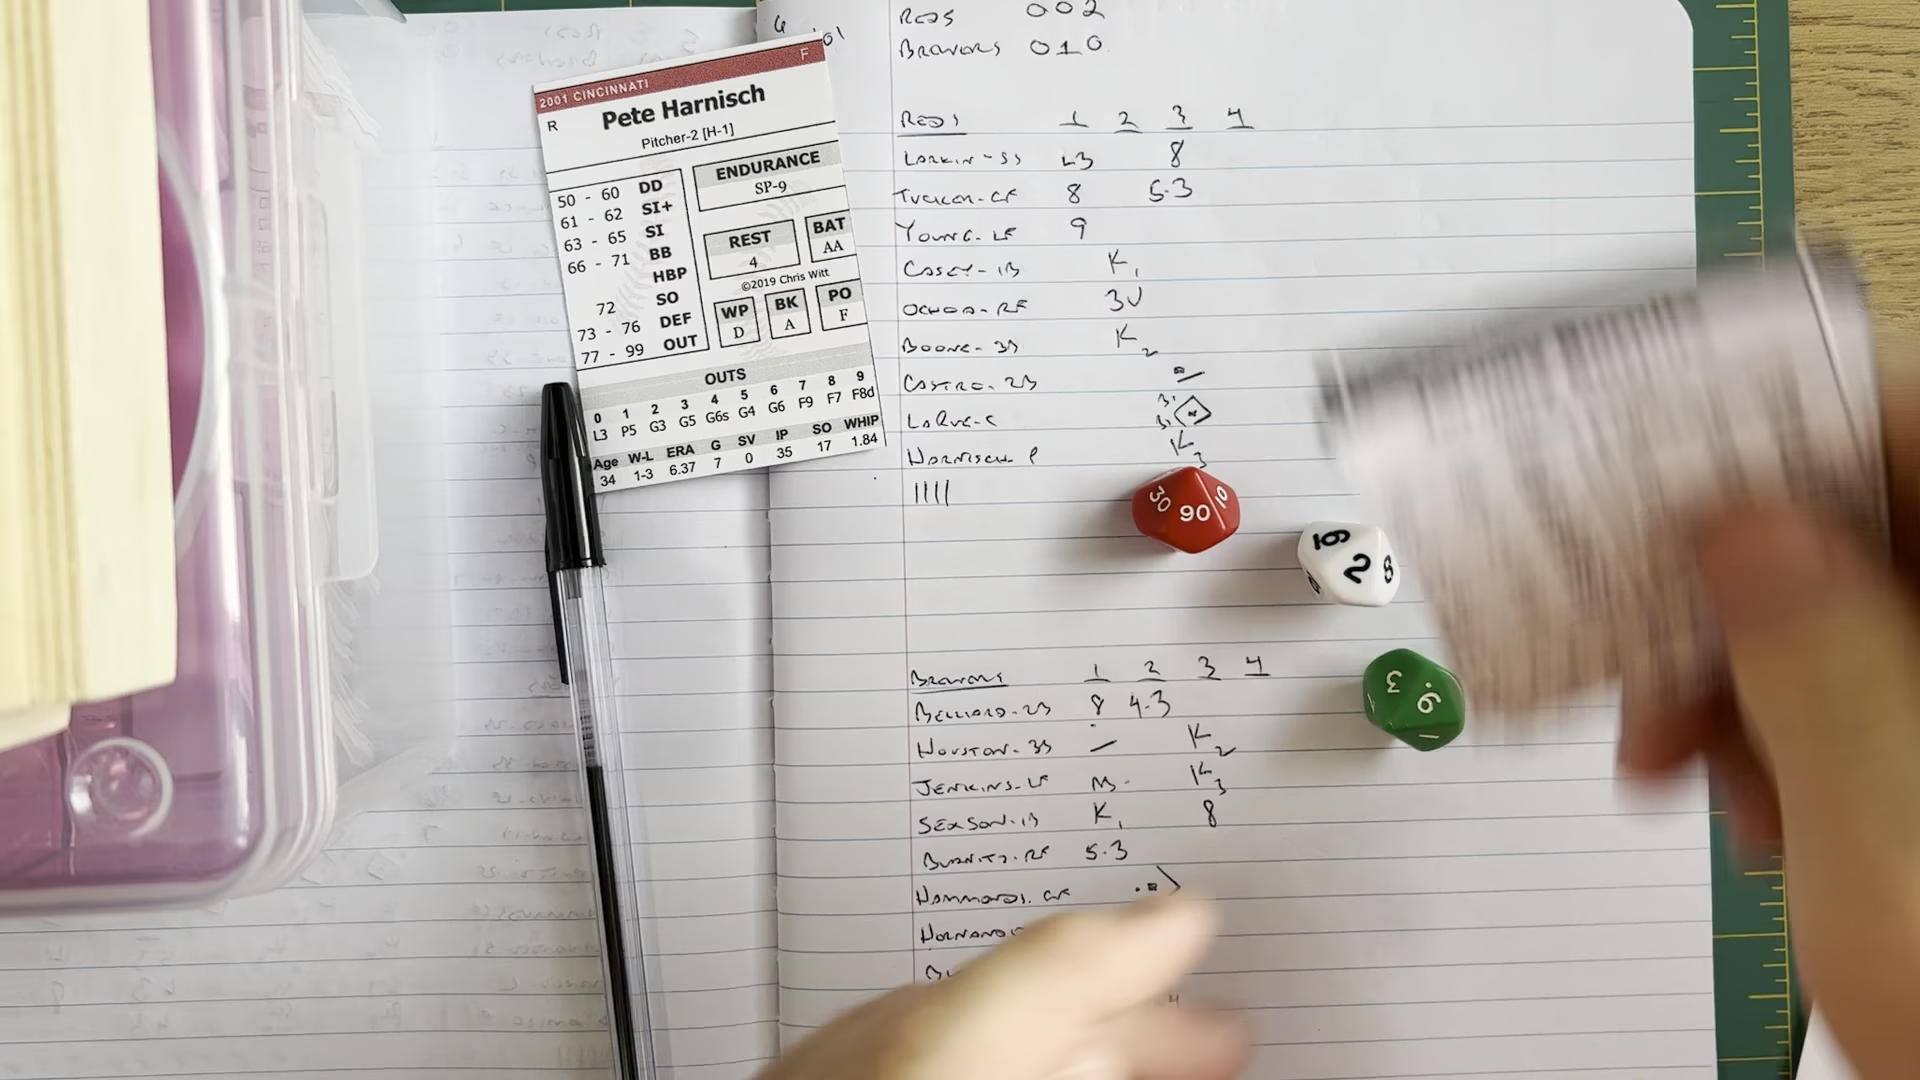 2001 CINCINNATI F
R Pete Harnisch
Pitcher-2 [H-1]
50 - 60 DD
61 - 62 SI+
63 - 65 SI
66 - 71 BB
HBP
72 SO
73 - 76 DEF
77 - 99 OUT
ENDURANCE
SP-9
REST
4
BAT
AA
©2019 Chris Witt
WP
D
BK
A
PO
F
OUTS
0 1 2 3 4 5 6 7 8 9
L3 P5 G3 G5 G6s G4 G6 F9 F7 F8d
Age W-L ERA G SV IP SO WHIP
34 1-3 6.37 7 0 35 17 1.84
REDS 002
BREWERS 010
REDS 1 2 3 4
LARKIN-SS L3 8
TUCKER-CF 8 5-3
YOUNG-LF 9
CASEY-1B K1
OCHOA-RF 3U
BOONE-3B K2
CASTRO-2B
LARUE-C
HARNISCH-P K3
30 90 10
6 2 8
3 9 1
BREWERS 1 2 3 4
BELLIARD-2B 8 4-3
HOUSTON-3B K2
JENKINS-LF K3
SEXSON-1B K1 8
BURNITZ-RF 5-3
HAMMONDS-CF